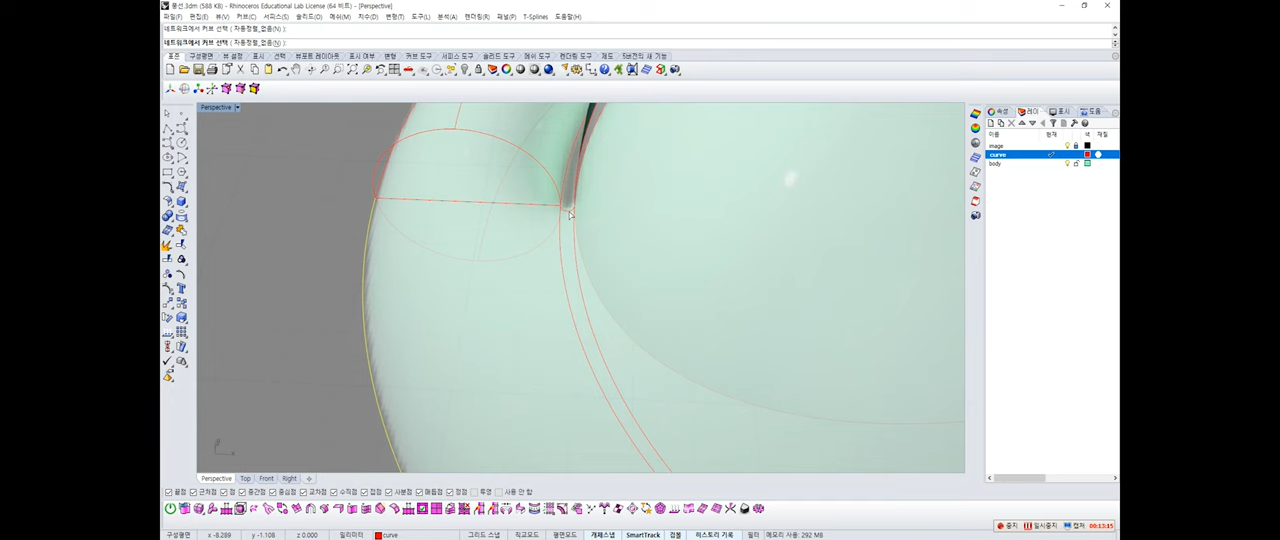 풍선.3dm (588 KB) - Rhinoceros Educational Lab License (64 비트) - [Perspective]
파일(F) 편집(E) 뷰(V) 커브(C) 서피스(S) 솔리드(O) 메쉬(M) 치수(D) 변형(T) 도구(L) 분석(A) 렌더링(R) 패널(P) T-Splines 도움말(H)
네트워크에서 커브 선택 ( 자동정렬_없음(N) ):
네트워크에서 커브 선택 ( 자동정렬_없음(N) ):
표준 구성평면 뷰 설정 표시 선택 뷰포트 레이아웃 표시 여부 변형 커브 도구 서피스 도구 솔리드 도구 메쉬 도구 렌더링 도구 제도 5버전의 새 기능
Perspective
속성 레이 표시 도움
이름 현재 색 재질
image
curve
body
Perspective Top Front Right
끝점 근처점 점 중간점 중심점 교차점 수직점 접점 사분점 매듭점 정점 투영 사용 안 함
중지 일시중지 캡처 00:13:15
구성평면 x -8.289 y -1.108 z 0.000 밀리미터 curve 그리드 스냅 직교모드 평면모드 개체스냅 SmartTrack 검볼 히스토리 기록 필터 메모리 사용: 292 MB